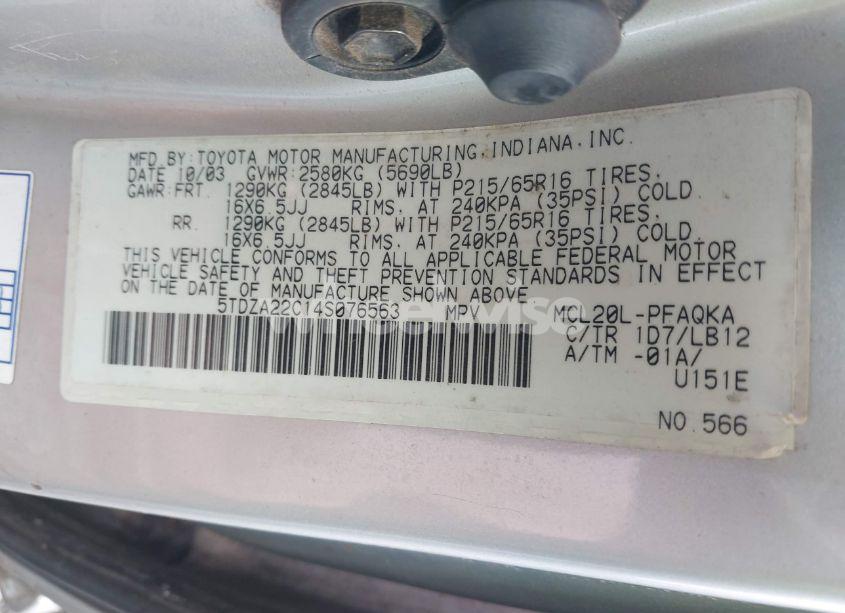 MFD.BY:TOYOTA MOTOR MANUFACTURING,INDIANA,INC.
DATE 10/03 GVWR:2580KG (5690LB)
GAWR:FRT. 1290KG (2845LB) WITH P215/65R16 TIRES,
16X6.5JJ RIMS, AT 240KPA (35PSI) COLD.
RR. 1290KG (2845LB) WITH P215/65R16 TIRES,
16X6.5JJ RIMS, AT 240KPA (35PSI) COLD.
THIS VEHICLE CONFORMS TO ALL APPLICABLE FEDERAL MOTOR
VEHICLE SAFETY AND THEFT PREVENTION STANDARDS IN EFFECT
ON THE DATE OF MANUFACTURE SHOWN ABOVE
5TDZA22C14S076563 MPV MCL20L-PFAQKA
C/TR 1D7/LB12
A/TM -01A/
U151E
NO.566